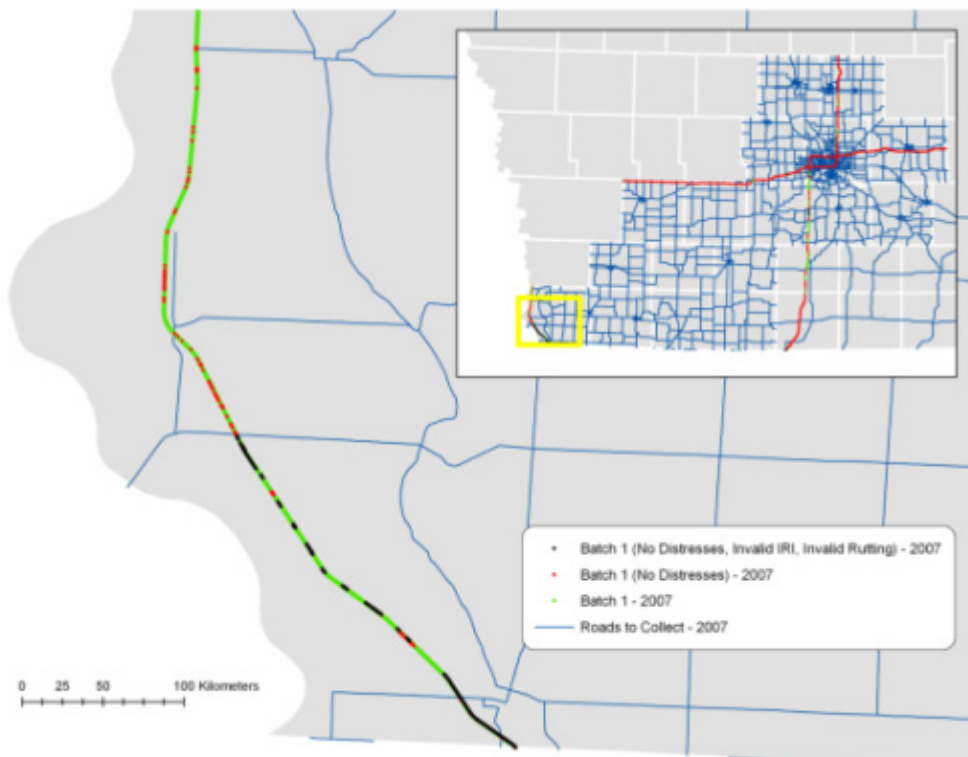 Batch 1 (No Distresses, Invalid IRI, Invalid Rutting) - 2007
Batch 1 (No Distresses) - 2007
Batch 1 - 2007
Roads to Collect - 2007
0 25 50 100 Kilometers